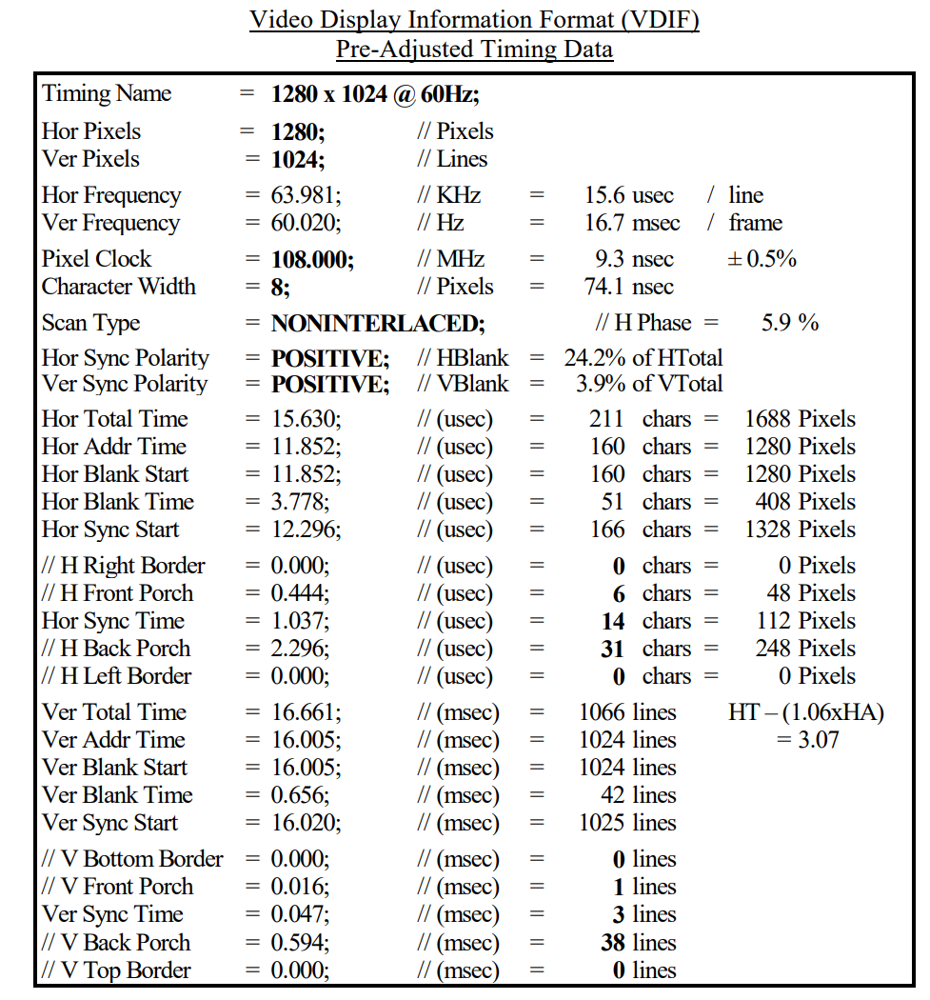 Video Display Information Format (VDIF)
Pre-Adjusted Timing Data
Timing Name = 1280 x 1024 @ 60Hz;
Hor Pixels = 1280; // Pixels
Ver Pixels = 1024; // Lines
Hor Frequency = 63.981; // KHz = 15.6 usec / line
Ver Frequency = 60.020; // Hz = 16.7 msec / frame
Pixel Clock = 108.000; // MHz = 9.3 nsec ± 0.5%
Character Width = 8; // Pixels = 74.1 nsec
Scan Type = NONINTERLACED; // H Phase = 5.9 %
Hor Sync Polarity = POSITIVE; // HBlank = 24.2% of HTotal
Ver Sync Polarity = POSITIVE; // VBlank = 3.9% of VTotal
Hor Total Time = 15.630; // (usec) = 211 chars = 1688 Pixels
Hor Addr Time = 11.852; // (usec) = 160 chars = 1280 Pixels
Hor Blank Start = 11.852; // (usec) = 160 chars = 1280 Pixels
Hor Blank Time = 3.778; // (usec) = 51 chars = 408 Pixels
Hor Sync Start = 12.296; // (usec) = 166 chars = 1328 Pixels
// H Right Border = 0.000; // (usec) = 0 chars = 0 Pixels
// H Front Porch = 0.444; // (usec) = 6 chars = 48 Pixels
Hor Sync Time = 1.037; // (usec) = 14 chars = 112 Pixels
// H Back Porch = 2.296; // (usec) = 31 chars = 248 Pixels
// H Left Border = 0.000; // (usec) = 0 chars = 0 Pixels
Ver Total Time = 16.661; // (msec) = 1066 lines HT – (1.06xHA)
Ver Addr Time = 16.005; // (msec) = 1024 lines = 3.07
Ver Blank Start = 16.005; // (msec) = 1024 lines
Ver Blank Time = 0.656; // (msec) = 42 lines
Ver Sync Start = 16.020; // (msec) = 1025 lines
// V Bottom Border = 0.000; // (msec) = 0 lines
// V Front Porch = 0.016; // (msec) = 1 lines
Ver Sync Time = 0.047; // (msec) = 3 lines
// V Back Porch = 0.594; // (msec) = 38 lines
// V Top Border = 0.000; // (msec) = 0 lines